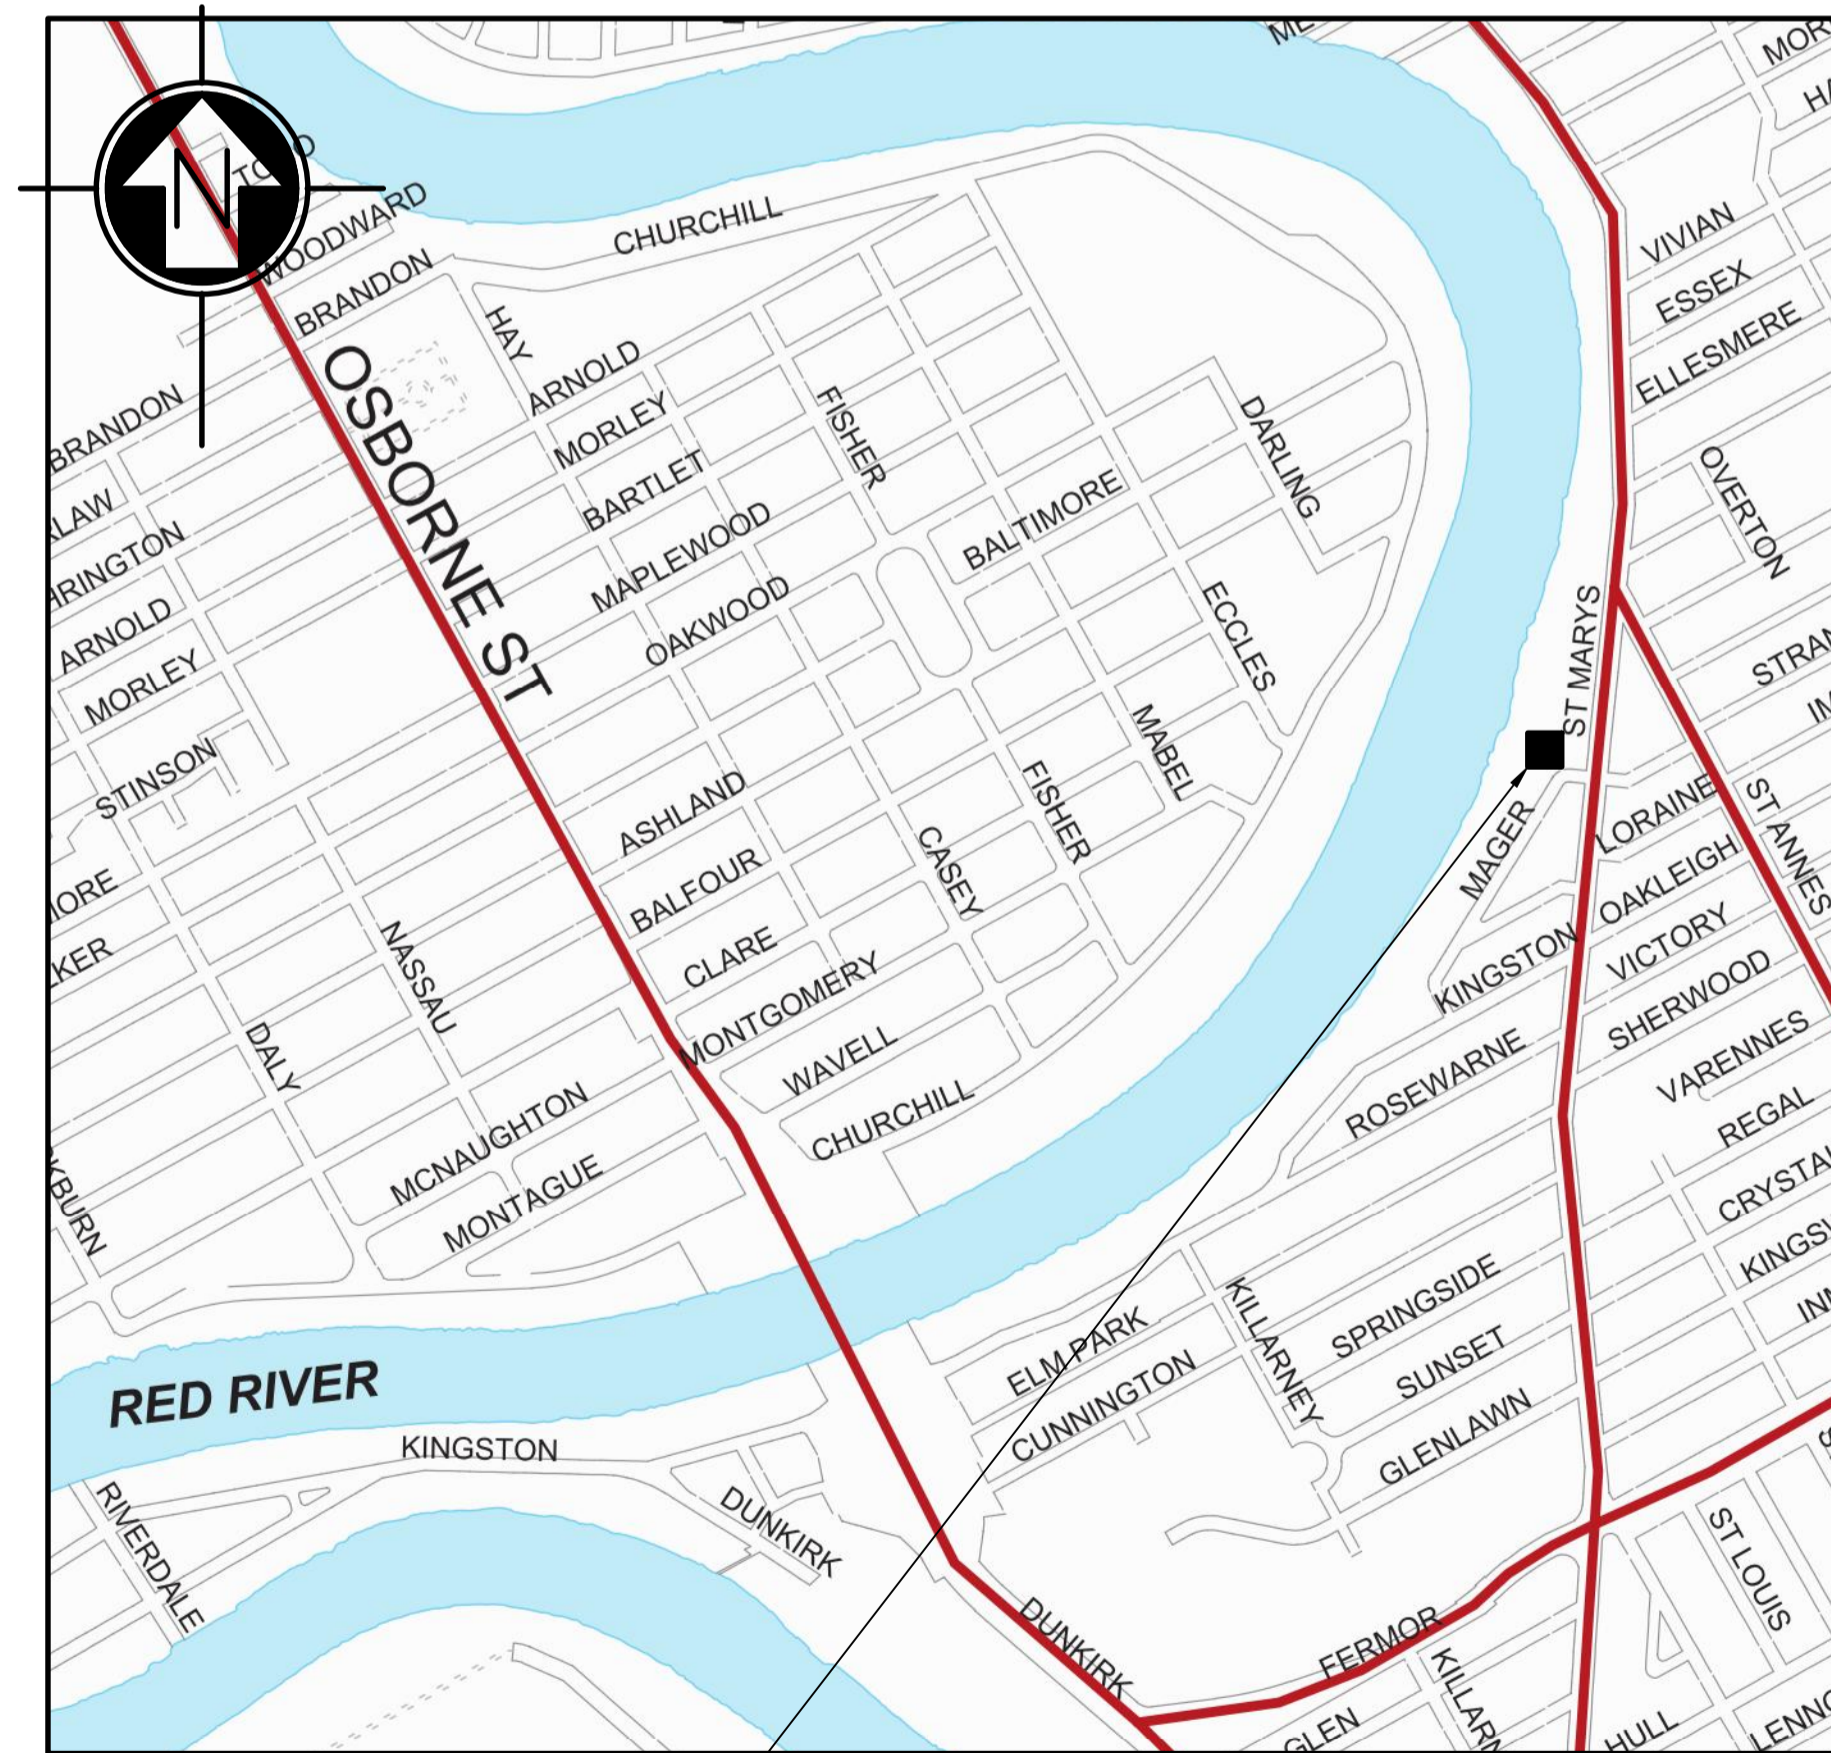 N
WOODWARD
CHURCHILL
BRANDON
HAY
VIVIAN
ESSEX
ELLESMERE
ARNOLD
OSBORNE ST
BRANDON
FISHER
MORLEY
DARLING
BARTLET
OVERTON
BALTIMORE
MAPLEWOOD
ARNOLD
OAKWOOD
ECCLES
ST MARYS
MORLEY
MABEL
STINSON
ASHLAND
FISHER
LORAINE
ST ANNES
MAGER
CASEY
OAKLEIGH
BALFOUR
VICTORY
NASSAU
CLARE
KINGSTON
SHERWOOD
MONTGOMERY
DALY
WAVELL
ROSEWARNE
VARENNES
CHURCHILL
REGAL
MCNAUGHTON
MONTAGUE
SPRINGSIDE
KILLARNEY
ELM PARK
SUNSET
RED RIVER
CUNNINGTON
GLENLAWN
KINGSTON
DUNKIRK
RIVERDALE
ST LOUIS
DUNKIRK
FERMOR
GLEN
HULL